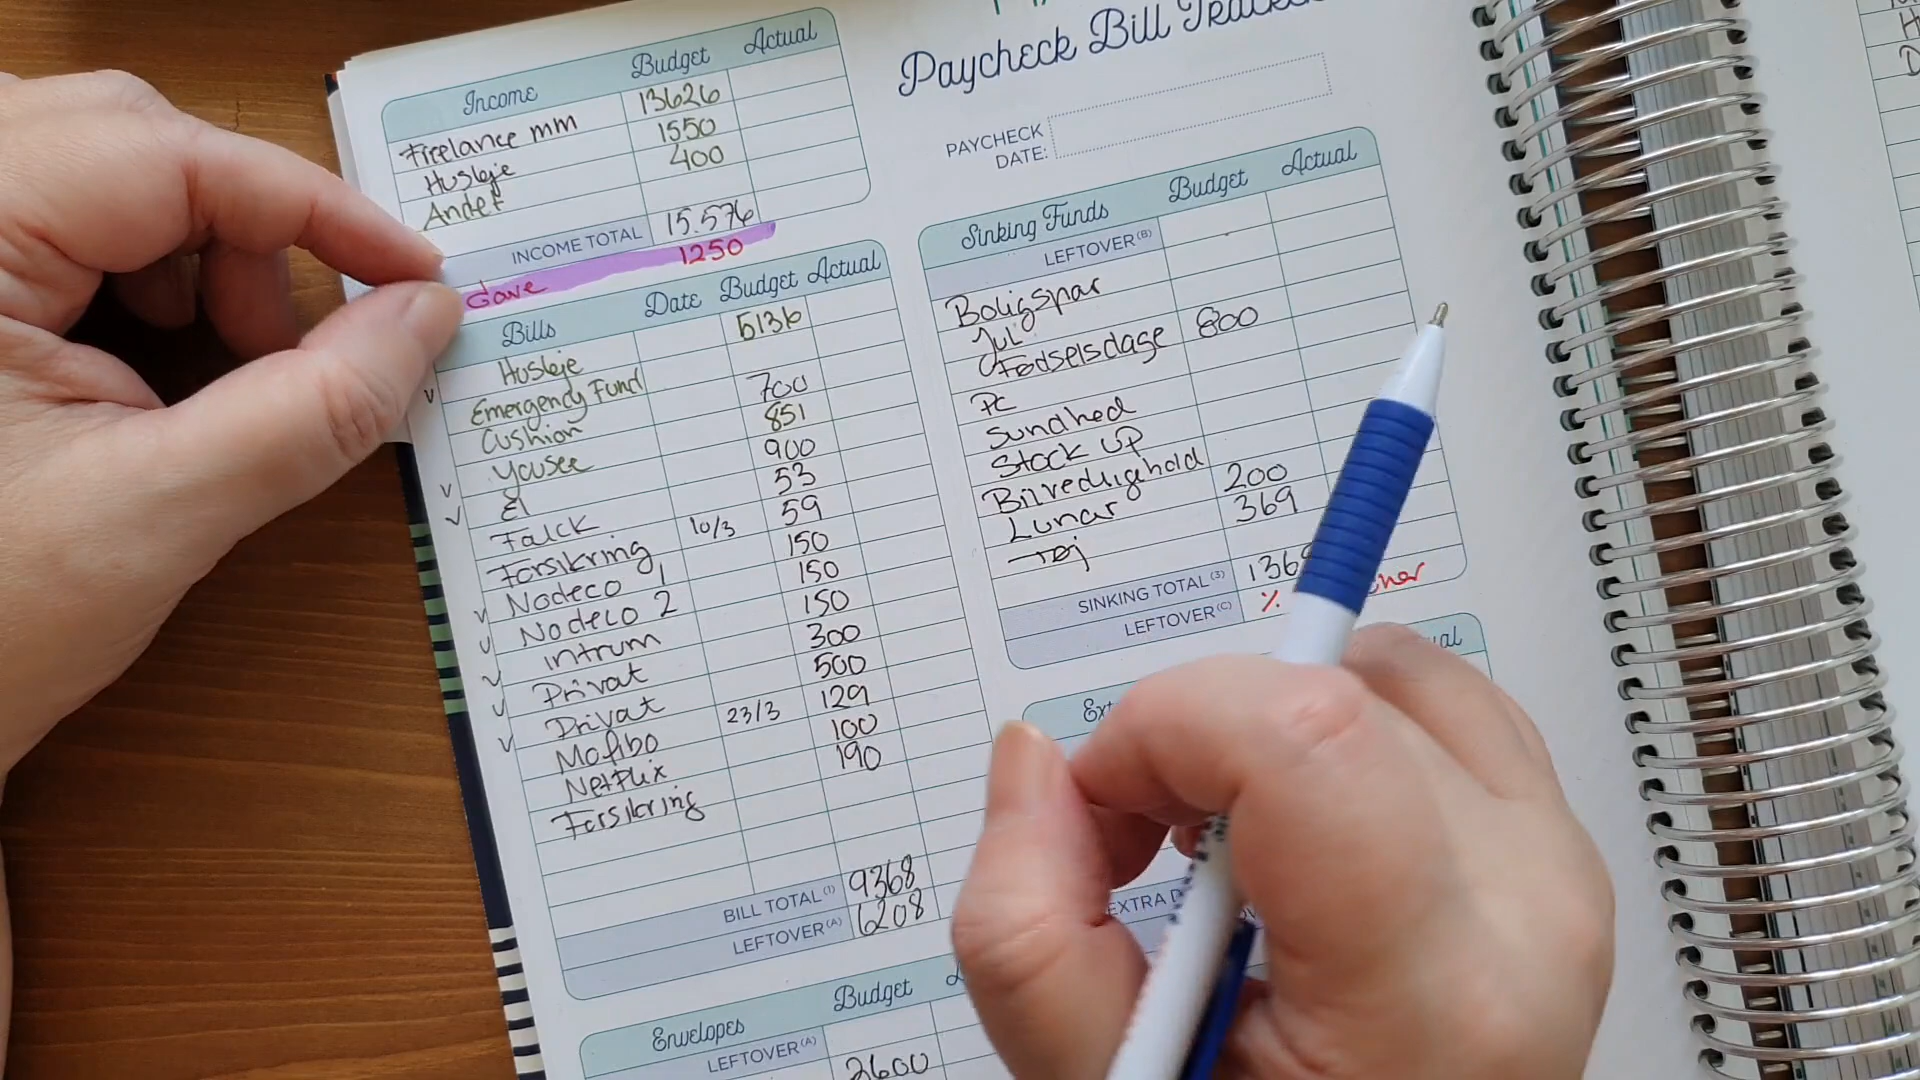 Income Budget Actual
Freelance mm 13626
Husleje 1550
Andet 400
INCOME TOTAL 15.576
Gave 1250
Bills Date Budget Actual
Husleje 5136
Emergency Fund
Cushion 700
Yousee 851
El 900
Falck 53
Forsikring 10/3 59
Nodeco 1 150
Nodeco 2 150
intrum 150
Privat 300
Privat 500
Mofibo 23/3 129
Netflix 100
Forsikring 190
BILL TOTAL (1) 9368
LEFTOVER (A) 6208
Envelopes Budget
LEFTOVER (A)
2600
Paycheck Bill
PAYCHECK DATE:
Sinking Funds Budget Actual
LEFTOVER (B)
Boligspar
Jul
Fødselsdage 800
PC
Sundhed
Stock UP
Bilvedligehold
Lunar 200
Tøj 369
SINKING TOTAL (3)
LEFTOVER (C) %
EXTRA